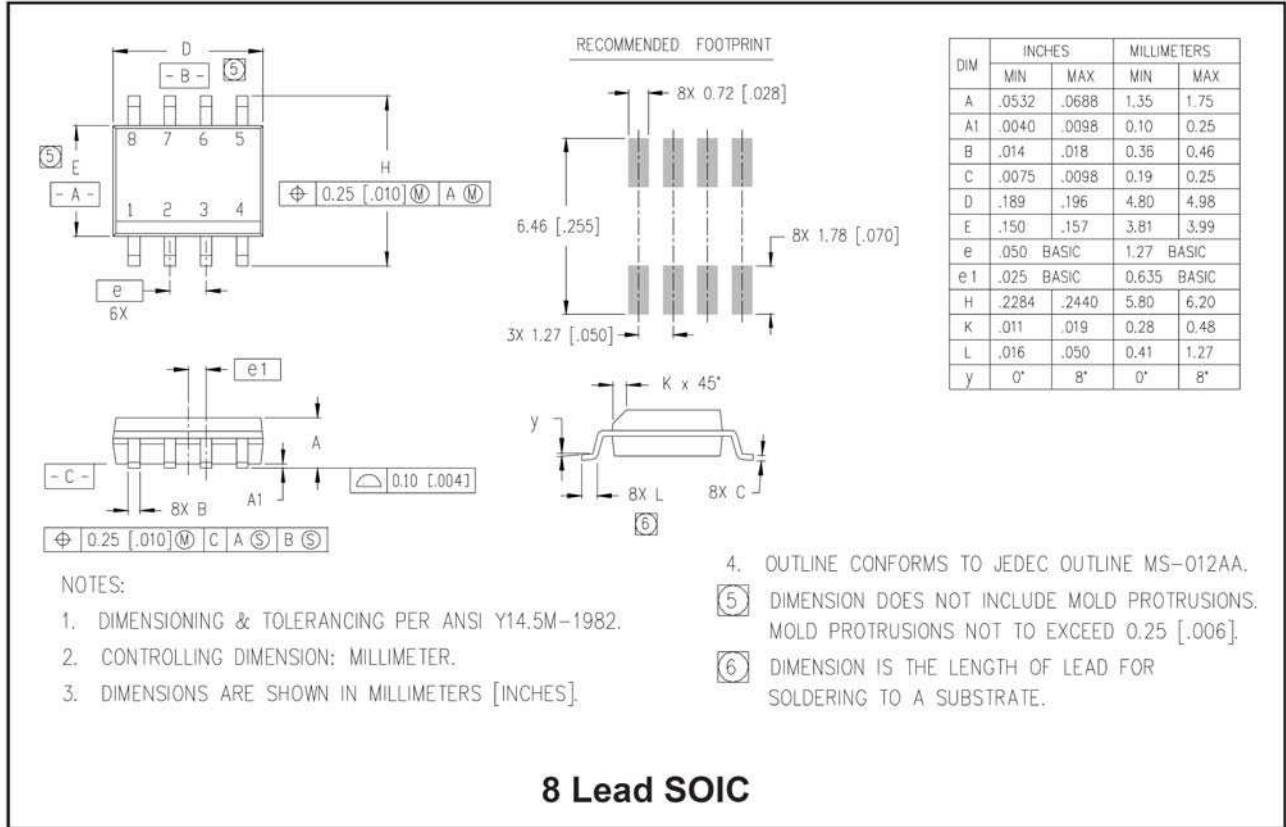 D
- B -
5
8 7 6 5
5
E
- A -
H
⌖ 0.25 [.010] Ⓜ A Ⓜ
1 2 3 4
e
6X
RECOMMENDED FOOTPRINT
8X 0.72 [.028]
6.46 [.255]
8X 1.78 [.070]
3X 1.27 [.050]
DIM INCHES MILLIMETERS
MIN MAX MIN MAX
A .0532 .0688 1.35 1.75
A1 .0040 .0098 0.10 0.25
B .014 .018 0.36 0.46
C .0075 .0098 0.19 0.25
D .189 .196 4.80 4.98
E .150 .157 3.81 3.99
e .050 BASIC 1.27 BASIC
e1 .025 BASIC 0.635 BASIC
H .2284 .2440 5.80 6.20
K .011 .019 0.28 0.48
L .016 .050 0.41 1.27
y 0° 8° 0° 8°
e1
A
- C -
A1
8X B
0.10 [.004]
⌖ 0.25 [.010] Ⓜ C A Ⓢ B Ⓢ
K x 45°
y
8X L
8X C
6
NOTES:
1. DIMENSIONING & TOLERANCING PER ANSI Y14.5M-1982.
2. CONTROLLING DIMENSION: MILLIMETER.
3. DIMENSIONS ARE SHOWN IN MILLIMETERS [INCHES].
4. OUTLINE CONFORMS TO JEDEC OUTLINE MS-012AA.
5 DIMENSION DOES NOT INCLUDE MOLD PROTRUSIONS.
MOLD PROTRUSIONS NOT TO EXCEED 0.25 [.006].
6 DIMENSION IS THE LENGTH OF LEAD FOR
SOLDERING TO A SUBSTRATE.
8 Lead SOIC